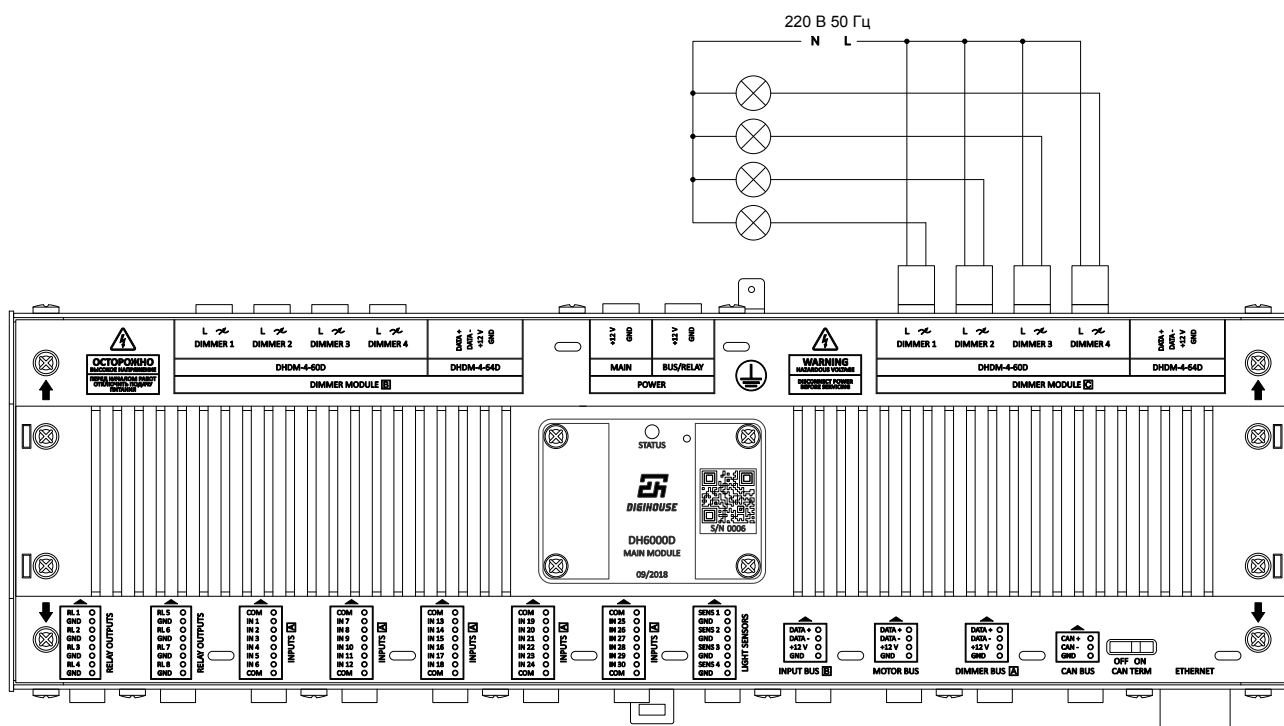 220 В 50 Гц
N L
L L L L
DIMMER 1 DIMMER 2 DIMMER 3 DIMMER 4
DATA + DATA - +12 V GND
+12 V GND +12 V GND
L L L L
DIMMER 1 DIMMER 2 DIMMER 3 DIMMER 4
DATA + DATA - +12 V GND
ОСТОРОЖНО
ВЫСОКОЕ НАПРЯЖЕНИЕ
ПЕРЕД НАЧАЛОМ РАБОТ
ОТКЛЮЧИТЬ ПОДАЧУ
ПИТАНИЯ
DHDM-4-60D DHDM-4-64D
DIMMER MODULE B
MAIN BUS/RELAY
POWER
WARNING
HAZARDOUS VOLTAGE
DISCONNECT POWER
BEFORE SERVICING
DHDM-4-60D DHDM-4-64D
DIMMER MODULE C
STATUS
DIGIHOUSE
S/N 0006
DH6000D
MAIN MODULE
09/2018
RL 1
GND
RL 2
GND
RL 3
GND
RL 4
GND
RELAY OUTPUTS
RL 5
GND
RL 6
GND
RL 7
GND
RL 8
GND
RELAY OUTPUTS
COM
IN 1
IN 2
IN 3
IN 4
IN 5
IN 6
COM
INPUTS A
COM
IN 7
IN 8
IN 9
IN 10
IN 11
IN 12
COM
COM
IN 13
IN 14
IN 15
IN 16
IN 17
IN 18
COM
INPUTS A
COM
IN 19
IN 20
IN 21
IN 22
IN 23
IN 24
COM
INPUTS A
COM
IN 25
IN 26
IN 27
IN 28
IN 29
IN 30
COM
INPUTS A
SENS 1
GND
SENS 2
GND
SENS 3
GND
SENS 4
GND
LIGHT SENSORS
DATA +
DATA -
+12 V
GND
INPUT BUS B
DATA +
DATA -
+12 V
GND
MOTOR BUS
DATA +
DATA -
+12 V
GND
DIMMER BUS A
CAN +
CAN -
GND
CAN BUS
OFF ON
CAN TERM
ETHERNET